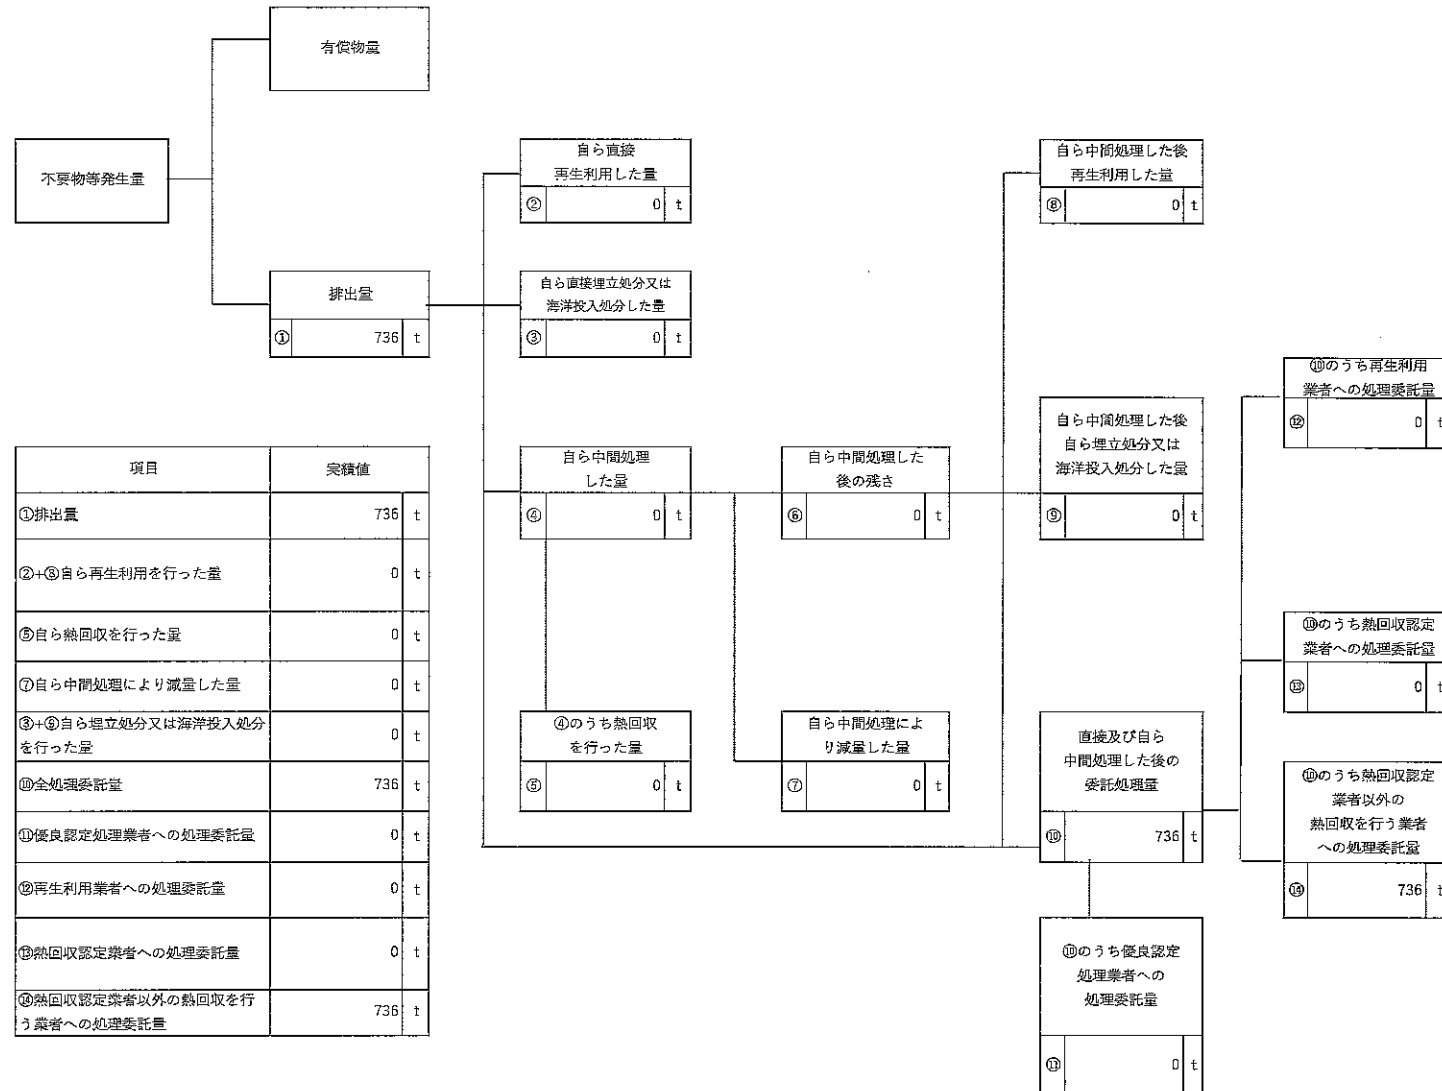 有償物量
不要物等発生量
排出量
① 736 t
自ら直接
再生利用した量
② 0 t
自ら直接埋立処分又は
海洋投入処分した量
③ 0 t
自ら中間処理
した量
④ 0 t
④のうち熱回収
を行った量
⑤ 0 t
自ら中間処理した
後の残さ
⑥ 0 t
自ら中間処理によ
り減量した量
⑦ 0 t
自ら中間処理した後
再生利用した量
⑧ 0 t
自ら中間処理した後
自ら埋立処分又は
海洋投入処分した量
⑨ 0 t
直接及び自ら
中間処理した後の
委託処理量
⑩ 736 t
⑩のうち優良認定
処理業者への
処理委託量
⑪ 0 t
⑩のうち再生利用
業者への処理委託量
⑫ 0 t
⑩のうち熱回収認定
業者への処理委託量
⑬ 0 t
⑩のうち熱回収認定
業者以外の
熱回収を行う業者
への処理委託量
⑭ 736 t
項目 実績値
①排出量 736 t
②+⑧自ら再生利用を行った量 0 t
⑤自ら熱回収を行った量 0 t
⑦自ら中間処理により減量した量 0 t
③+⑨自ら埋立処分又は海洋投入処分
を行った量 0 t
⑩全処理委託量 736 t
⑪優良認定処理業者への処理委託量 0 t
⑫再生利用業者への処理委託量 0 t
⑬熱回収認定業者への処理委託量 0 t
⑭熱回収認定業者以外の熱回収を行
う業者への処理委託量 736 t